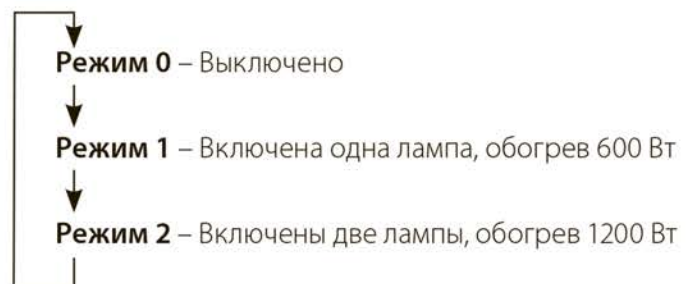 Режим 0 – Выключено
Режим 1 – Включена одна лампа, обогрев 600 Вт
Режим 2 – Включены две лампы, обогрев 1200 Вт